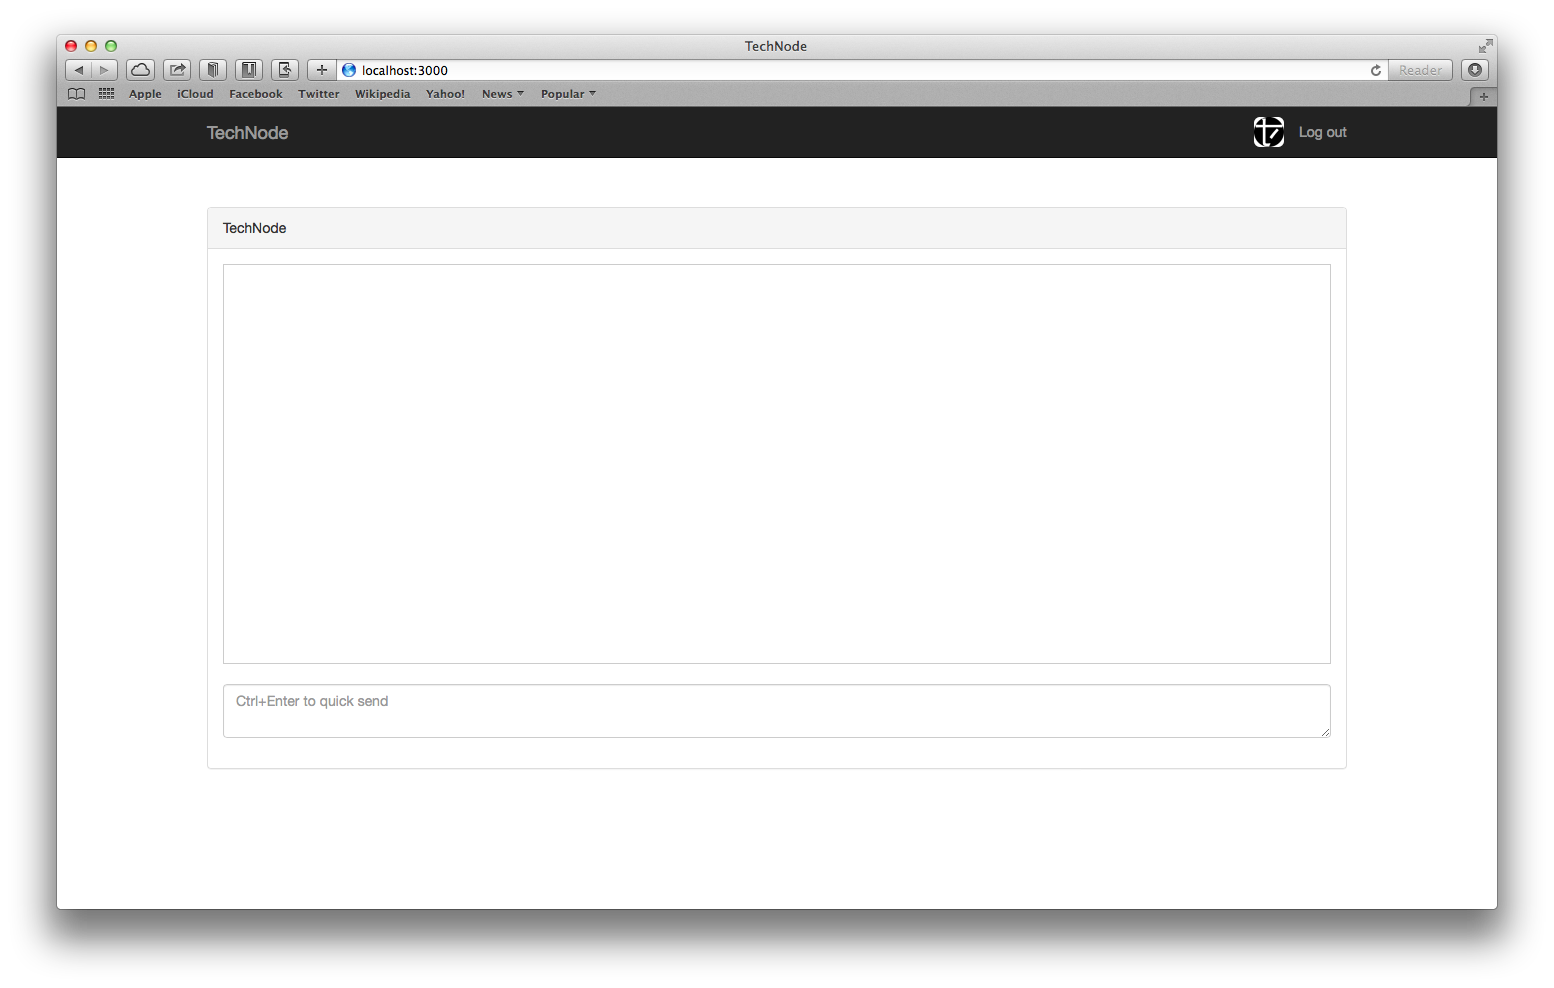 TechNode
localhost:3000
Reader
Apple iCloud Facebook Twitter Wikipedia Yahoo! News Popular
TechNode
Log out
TechNode
Ctrl+Enter to quick send